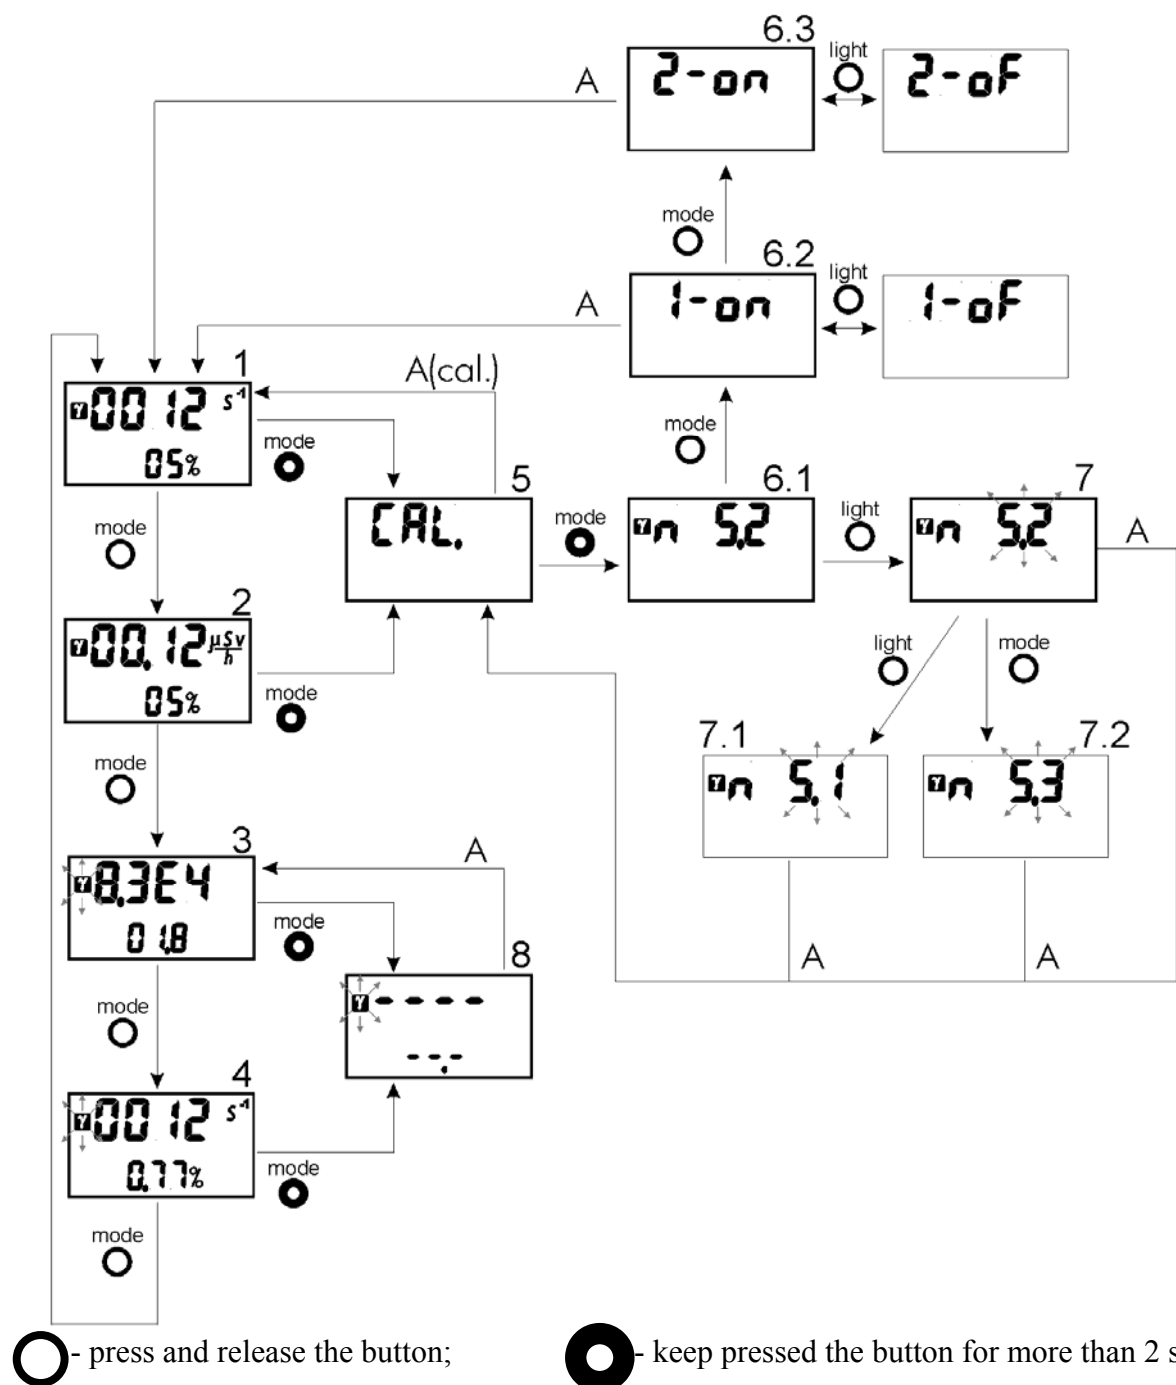 6.3
2-on
light
2-oF
A
mode
6.2
1-on
light
1-oF
A
mode
1
γ 0012 s⁻¹
05%
A(cal.)
mode
5
CAL.
mode
6.1
γ n 5.2
light
7
γ n 5.2
A
mode
2
γ 00.12 µSv/h
05%
mode
light
mode
7.1
γ n 5.1
7.2
γ n 5.3
mode
3
γ 8.3E4
01.8
A
mode
8
γ - - - -
- -.-
A
A
mode
4
γ 0012 s⁻¹
0.77%
mode
mode
- press and release the button;
- keep pressed the button for more than 2 s